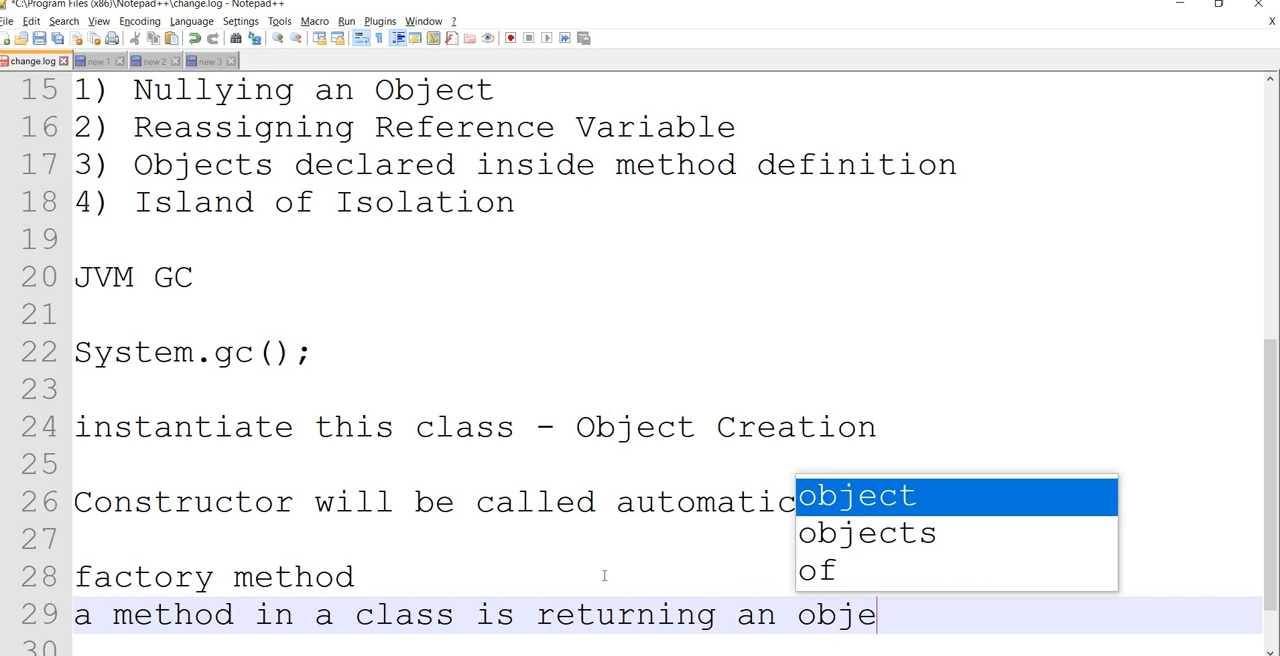 *C:\Program Files (x86)\Notepad++\change.log - Notepad++
File Edit Search View Encoding Language Settings Tools Macro Run Plugins Window ? X
change.log new 1 new 2 new 3
15 1) Nullying an Object
16 2) Reassigning Reference Variable
17 3) Objects declared inside method definition
18 4) Island of Isolation
19
20 JVM GC
21
22 System.gc();
23
24 instantiate this class - Object Creation
25
26 Constructor will be called automatic
object
objects
of
27
28 factory method
29 a method in a class is returning an obje
30